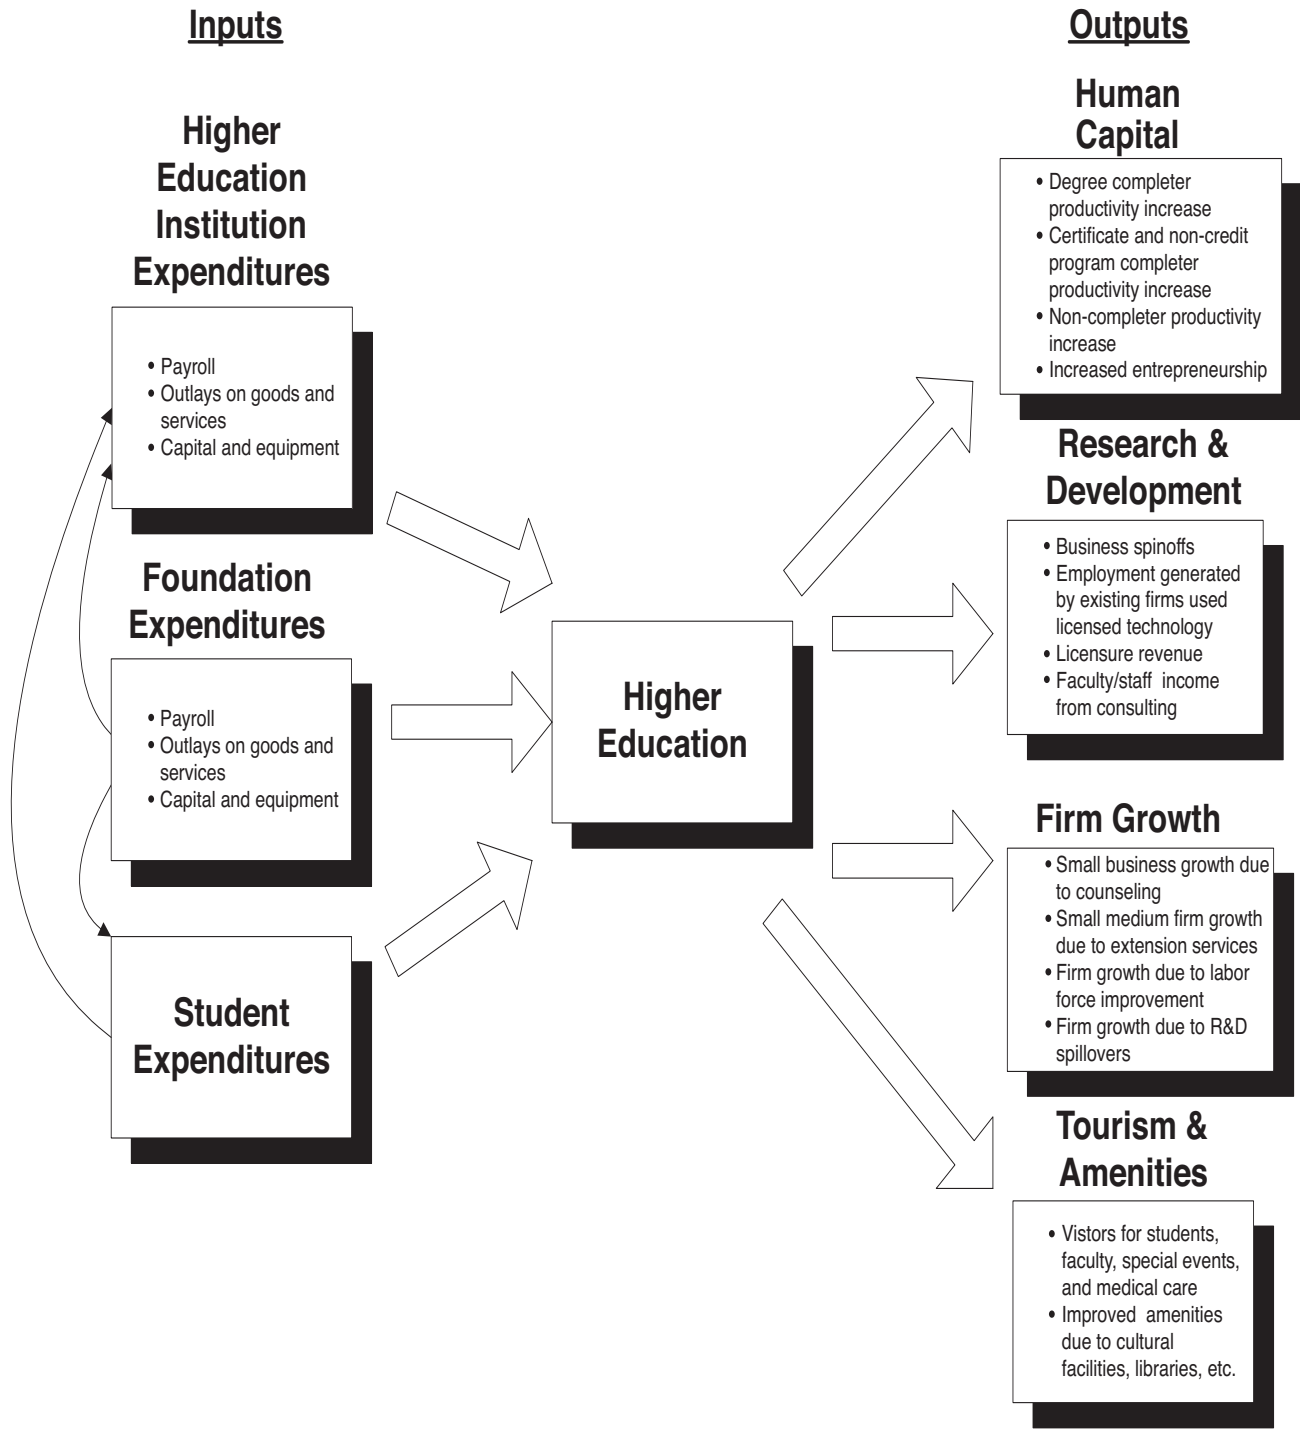 Inputs
Higher
Education
Institution
Expenditures
• Payroll
• Outlays on goods and
services
• Capital and equipment
Foundation
Expenditures
• Payroll
• Outlays on goods and
services
• Capital and equipment
Student
Expenditures
Higher
Education
Outputs
Human
Capital
• Degree completer
productivity increase
• Certificate and non-credit
program completer
productivity increase
• Non-completer productivity
increase
• Increased entrepreneurship
Research &
Development
• Business spinoffs
• Employment generated
by existing firms used
licensed technology
• Licensure revenue
• Faculty/staff income
from consulting
Firm Growth
• Small business growth due
to counseling
• Small medium firm growth
due to extension services
• Firm growth due to labor
force improvement
• Firm growth due to R&D
spillovers
Tourism &
Amenities
• Vistors for students,
faculty, special events,
and medical care
• Improved amenities
due to cultural
facilities, libraries, etc.